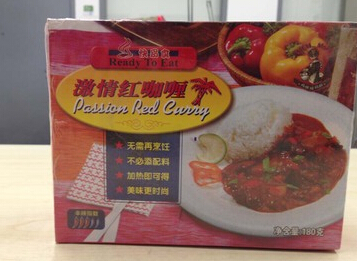 Ready To Eat
激情红咖喱
Passion Red Curry
★ 无需再烹饪
★ 不必添配料
★ 加热即可得
★ 美味更时尚
净含量:180克